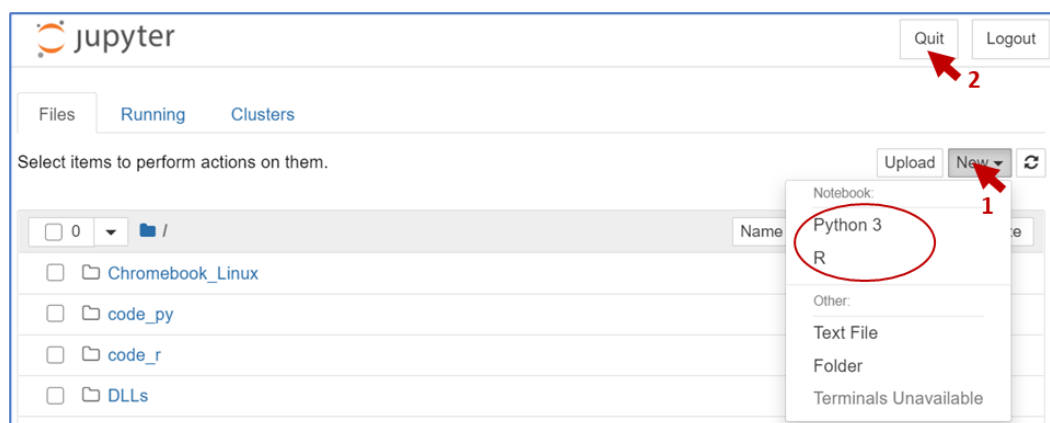 jupyter
Quit Logout
2
Files Running Clusters
Select items to perform actions on them.
Upload New
1
Notebook:
0 / Name
Python 3
R
Chromebook_Linux
code_py
code_r
DLLs
Other:
Text File
Folder
Terminals Unavailable